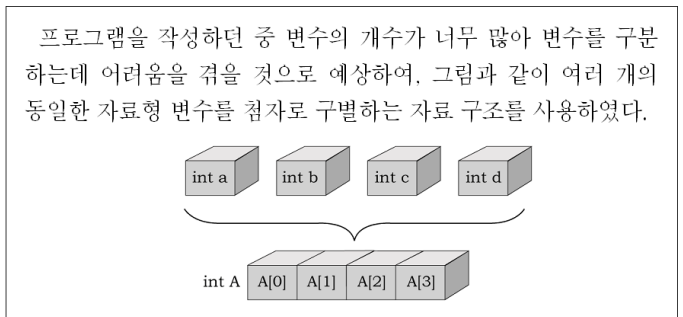 프로그램을 작성하던 중 변수의 개수가 너무 많아 변수를 구분
하는데 어려움을 겪을 것으로 예상하여, 그림과 같이 여러 개의
동일한 자료형 변수를 첨자로 구별하는 자료 구조를 사용하였다.
int a int b int c int d
int A A[0] A[1] A[2] A[3]